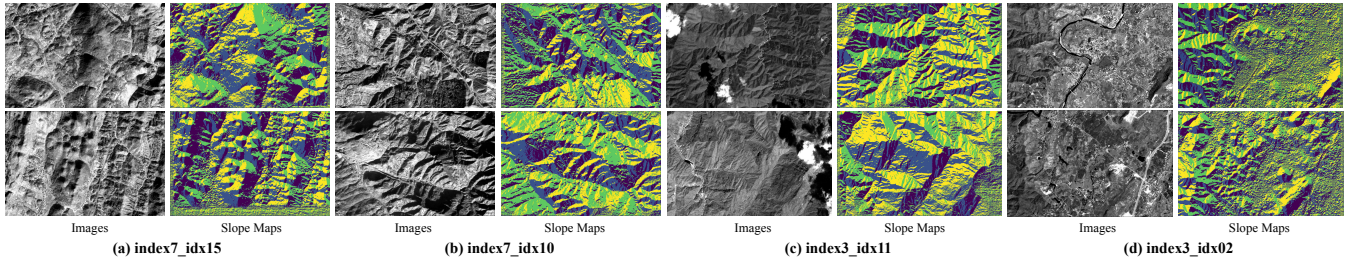 Images Slope Maps Images Slope Maps Images Slope Maps Images Slope Maps
(a) index7_idx15 (b) index7_idx10 (c) index3_idx11 (d) index3_idx02